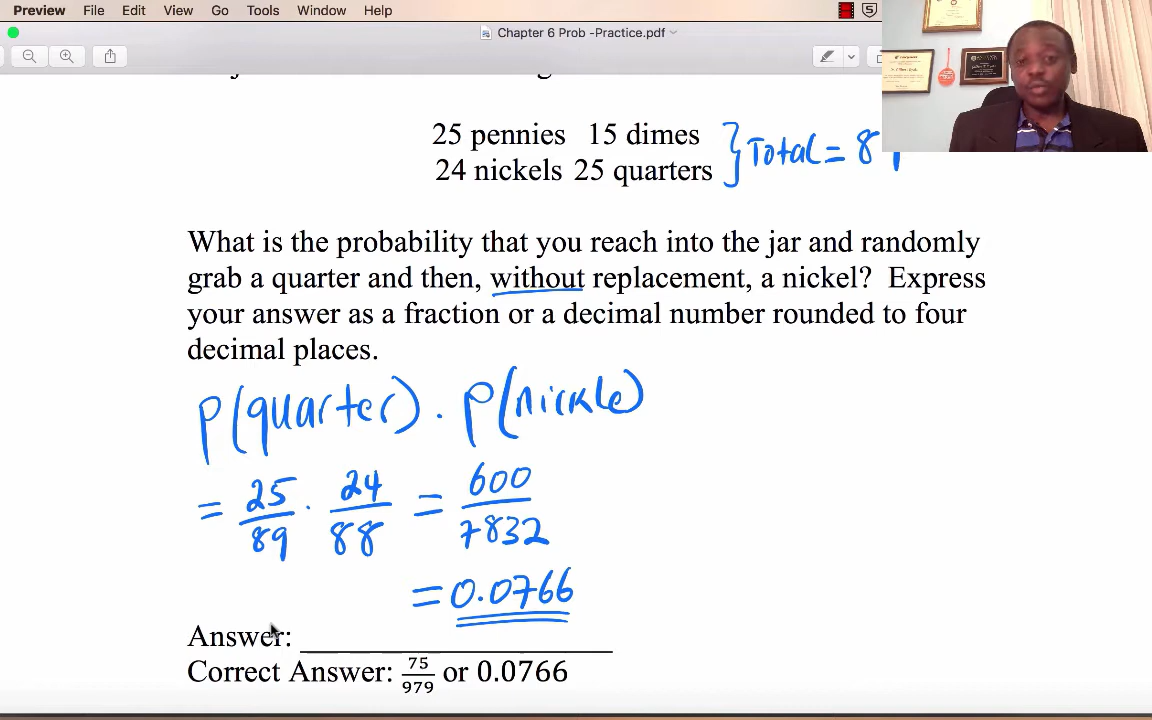 Preview File Edit View Go Tools Window Help
Chapter 6 Prob -Practice.pdf
25 pennies 15 dimes
24 nickels 25 quarters
Total = 8
What is the probability that you reach into the jar and randomly
grab a quarter and then, without replacement, a nickel? Express
your answer as a fraction or a decimal number rounded to four
decimal places.
P(quarter) · P(nickle)
= 25/89 · 24/88 = 600/7832
= 0.0766
Answer:
Correct Answer: 75/979 or 0.0766